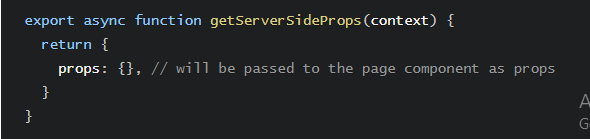 export async function getServerSideProps(context) {
  return {
    props: {}, // will be passed to the page component as props
  }
}